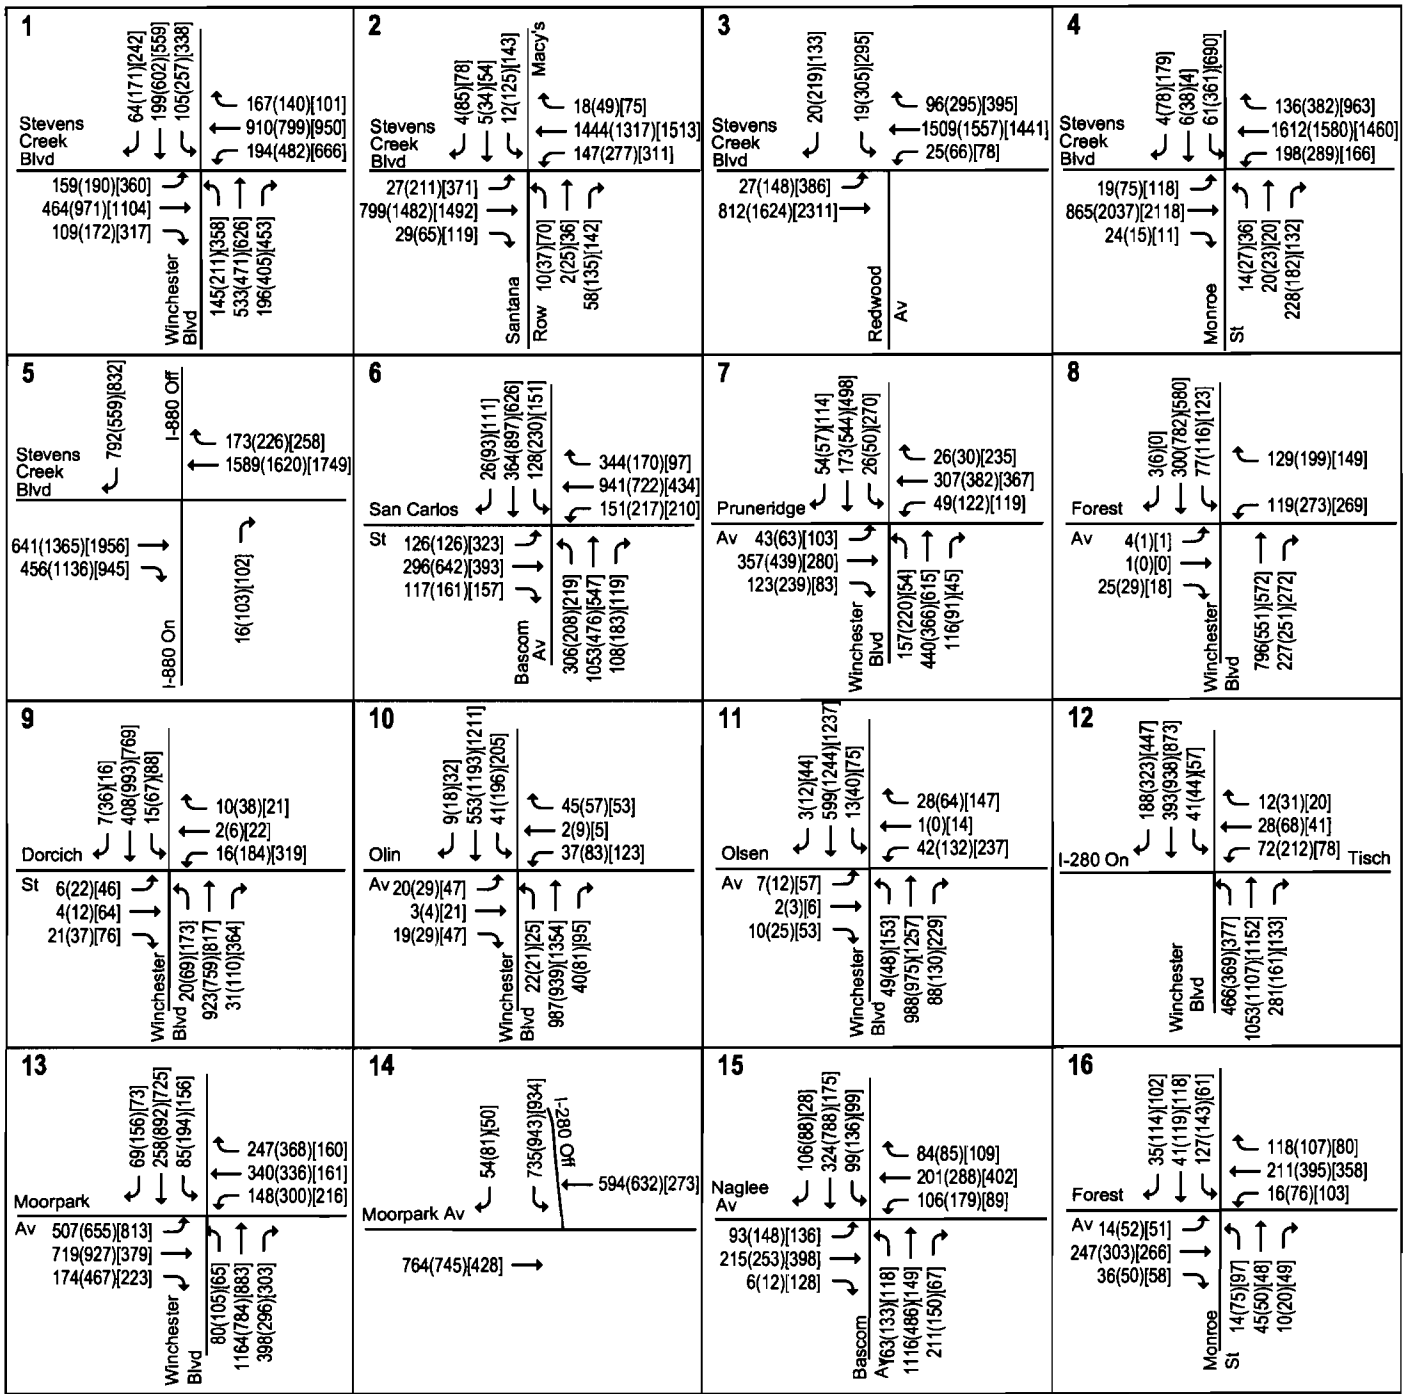 1
64(171)[242]
199(602)[559]
105(257)[338]
Stevens
Creek
Blvd
167(140)[101]
910(799)[950]
194(482)[666]
159(190)[360]
464(971)[1104]
109(172)[317]
Winchester
Blvd
145(211)[358]
533(471)[626]
196(405)[453]
2
4(85)[78]
5(34)[54]
12(125)[143]
Macy's
Stevens
Creek
Blvd
18(49)[75]
1444(1317)[1513]
147(277)[311]
27(211)[371]
799(1482)[1492]
29(65)[119]
Santana
Row
10(37)[70]
2(25)[36]
58(135)[142]
3
20(219)[133]
19(305)[295]
Stevens
Creek
Blvd
96(295)[395]
1509(1557)[1441]
25(66)[78]
27(148)[386]
812(1624)[2311]
Redwood
Av
4
4(78)[179]
6(38)[4]
61(361)[690]
Stevens
Creek
Blvd
136(382)[963]
1612(1580)[1460]
198(289)[166]
19(75)[118]
865(2037)[2118]
24(15)[11]
Monroe
St
14(27)[36]
20(23)[20]
228(182)[132]
5
792(559)[832]
I-880 Off
Stevens
Creek
Blvd
173(226)[258]
1589(1620)[1749]
641(1365)[1956]
456(1136)[945]
I-880 On
16(103)[102]
6
26(93)[111]
364(897)[626]
128(230)[151]
San Carlos
St
344(170)[97]
941(722)[434]
151(217)[210]
126(126)[323]
296(642)[393]
117(161)[157]
Bascom
Av
306(208)[219]
1053(476)[547]
108(183)[119]
7
54(57)[114]
173(544)[498]
26(50)[270]
Pruneridge
Av
26(30)[235]
307(382)[367]
49(122)[119]
43(63)[103]
357(439)[280]
123(239)[83]
Winchester
Blvd
157(220)[54]
440(366)[615]
116(91)[45]
8
3(6)[0]
300(782)[580]
77(116)[123]
Forest
Av
129(199)[149]
119(273)[269]
4(1)[1]
1(0)[0]
25(29)[18]
Winchester
Blvd
796(551)[572]
227(251)[272]
9
7(36)[16]
408(993)[769]
15(67)[88]
Dorcich
St
10(38)[21]
2(6)[22]
16(184)[319]
6(22)[46]
4(12)[64]
21(37)[76]
Winchester
Blvd
20(69)[173]
923(759)[817]
31(110)[364]
10
9(18)[32]
553(1193)[1211]
41(196)[205]
Olin
Av
45(57)[53]
2(9)[5]
37(83)[123]
20(29)[47]
3(4)[21]
19(29)[47]
Winchester
Blvd
22(21)[25]
987(939)[1354]
40(81)[95]
11
3(12)[44]
599(1244)[1237]
13(40)[75]
Olsen
Av
28(64)[147]
1(0)[14]
42(132)[237]
7(12)[57]
2(3)[6]
10(25)[53]
Winchester
Blvd
49(48)[153]
988(975)[1257]
88(130)[229]
12
188(323)[447]
393(938)[873]
41(44)[57]
I-280 On
12(31)[20]
28(68)[41]
72(212)[78]
Tisch
Winchester
Blvd
466(369)[377]
1053(1107)[1152]
281(161)[133]
13
69(156)[73]
258(892)[725]
85(194)[156]
Moorpark
Av
247(368)[160]
340(336)[161]
148(300)[216]
507(655)[813]
719(927)[379]
174(467)[223]
Winchester
Blvd
80(105)[65]
1164(784)[883]
398(296)[303]
14
54(81)[50]
735(943)[934]
I-280 Off
Moorpark Av
594(632)[273]
764(745)[428]
15
106(88)[28]
324(788)[175]
99(136)[99]
Naglee
Av
84(85)[109]
201(288)[402]
106(179)[89]
93(148)[136]
215(253)[398]
6(12)[128]
Bascom
Av
63(133)[118]
1116(486)[149]
211(150)[67]
16
35(114)[102]
41(119)[118]
127(143)[61]
Forest
Av
118(107)[80]
211(395)[358]
16(76)[103]
14(52)[51]
247(303)[266]
36(50)[58]
Monroe
St
14(75)[97]
45(50)[48]
10(20)[49]